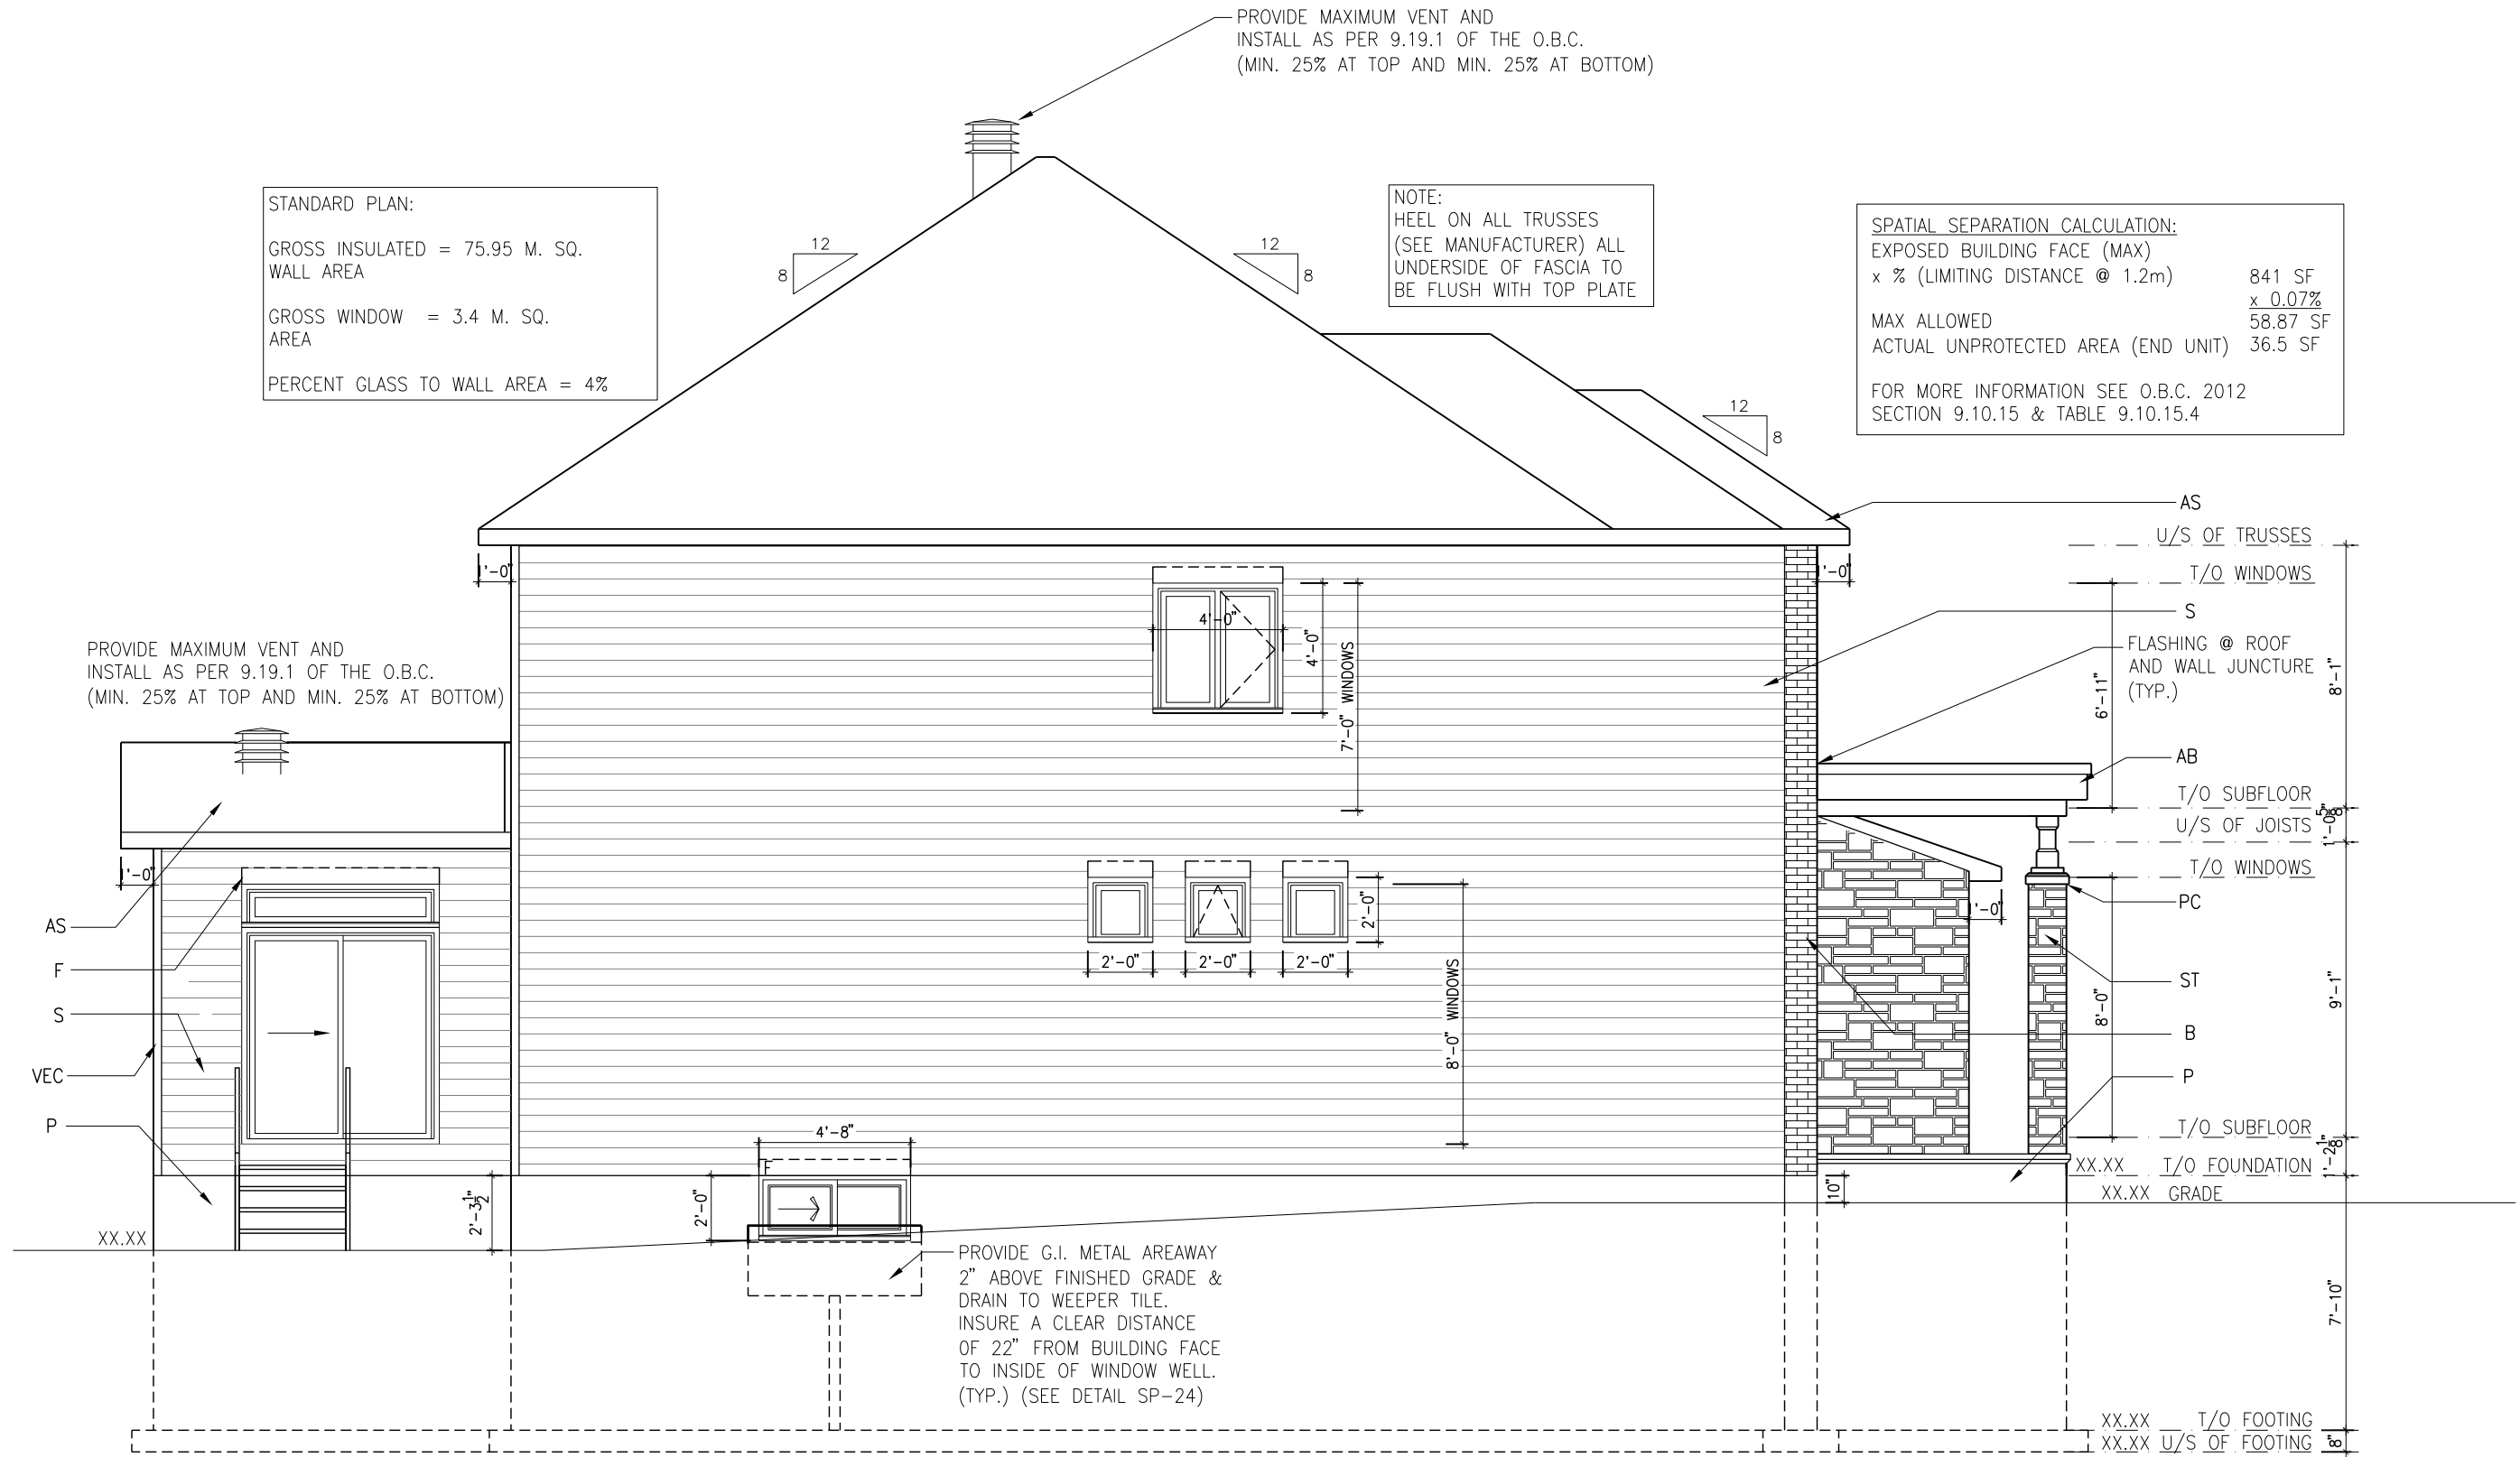 PROVIDE MAXIMUM VENT AND
INSTALL AS PER 9.19.1 OF THE O.B.C.
(MIN. 25% AT TOP AND MIN. 25% AT BOTTOM)
STANDARD PLAN:
GROSS INSULATED = 75.95 M. SQ.
WALL AREA
GROSS WINDOW = 3.4 M. SQ.
AREA
PERCENT GLASS TO WALL AREA = 4%
12
8
12
8
NOTE:
HEEL ON ALL TRUSSES
(SEE MANUFACTURER) ALL
UNDERSIDE OF FASCIA TO
BE FLUSH WITH TOP PLATE
SPATIAL SEPARATION CALCULATION:
EXPOSED BUILDING FACE (MAX)
x % (LIMITING DISTANCE @ 1.2m) 841 SF
x 0.07%
MAX ALLOWED 58.87 SF
ACTUAL UNPROTECTED AREA (END UNIT) 36.5 SF
FOR MORE INFORMATION SEE O.B.C. 2012
SECTION 9.10.15 & TABLE 9.10.15.4
12
8
AS
U/S OF TRUSSES
1'-0"
1'-0"
T/O WINDOWS
S
4'-0"
4'-0"
7'-0" WINDOWS
FLASHING @ ROOF
AND WALL JUNCTURE
(TYP.)
6'-11"
8'-1"
PROVIDE MAXIMUM VENT AND
INSTALL AS PER 9.19.1 OF THE O.B.C.
(MIN. 25% AT TOP AND MIN. 25% AT BOTTOM)
AB
T/O SUBFLOOR
U/S OF JOISTS
1'-0 5/8"
T/O WINDOWS
1'-0"
PC
1'-0"
2'-0"
2'-0"
2'-0"
2'-0"
8'-0" WINDOWS
AS
F
S
VEC
P
ST
B
P
8'-0"
9'-1"
T/O SUBFLOOR
1'-2 1/8"
4'-8"
F
XX.XX T/O FOUNDATION
XX.XX GRADE
10"
2'-0"
2'-3 1/2"
XX.XX
PROVIDE G.I. METAL AREAWAY
2" ABOVE FINISHED GRADE &
DRAIN TO WEEPER TILE.
INSURE A CLEAR DISTANCE
OF 22" FROM BUILDING FACE
TO INSIDE OF WINDOW WELL.
(TYP.) (SEE DETAIL SP-24)
7'-10"
XX.XX T/O FOOTING
XX.XX U/S OF FOOTING
8"